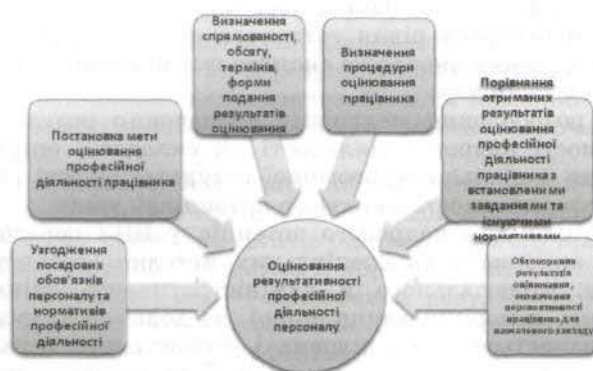 Визначення
спрямованості,
обсягу,
термінів,
форми
подання
результатів
оцінювання
Визначення
процедури
оцінювання
працівника
Порівняння
отриманих
результатів
оцінювання
професійної
діяльності
працівника з
встановленими
завданнями та
існуючими
нормативами
Постановка мети
оцінювання
професійної
діяльності працівника
Узгодження
посадових
обов'язків
персоналу та
нормативів
професійної
діяльності
Оцінювання
результативності
професійної
діяльності
персоналу
Обговорення
результатів
оцінювання,
визначення
перспективності
працівника для
навчального закладу